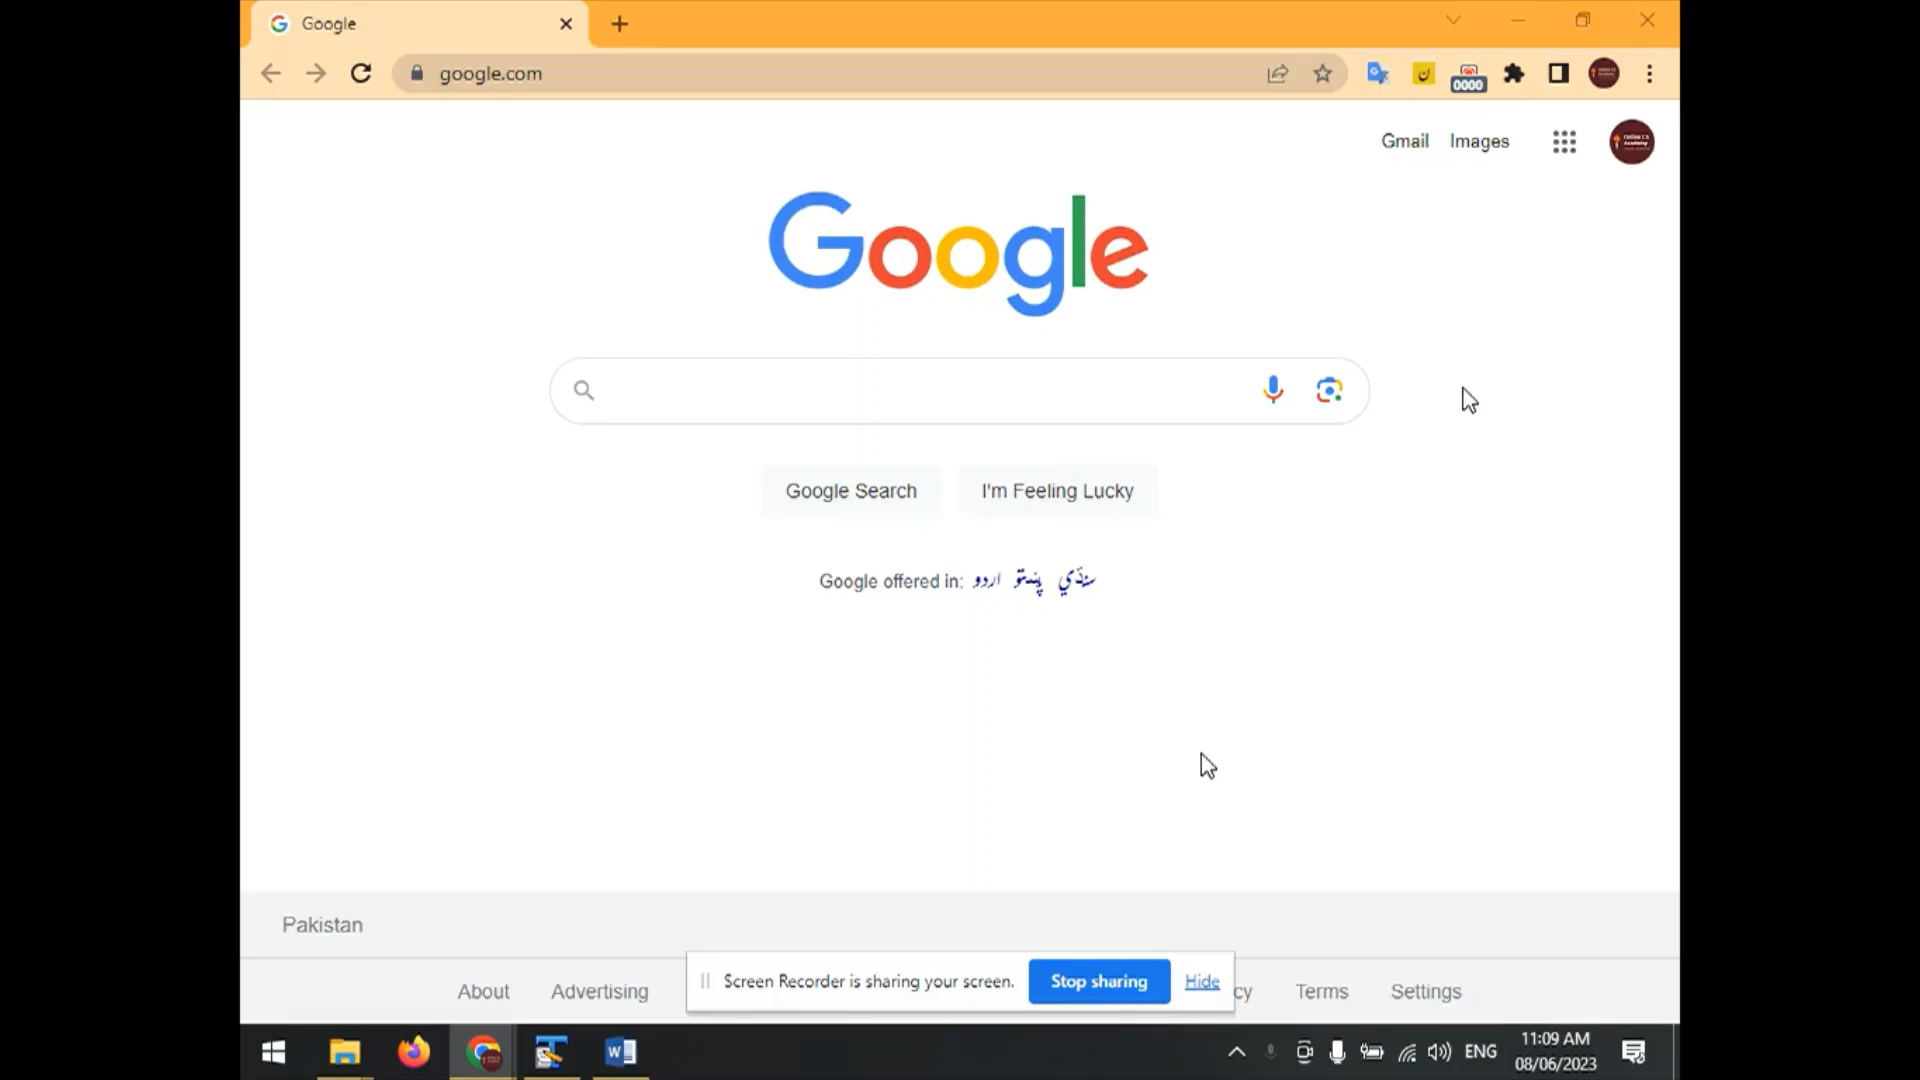 Google
google.com
0000
Gmail Images
Google
Google Search I'm Feeling Lucky
Google offered in: اردو پښتو سنڌي
Pakistan
About Advertising cy Terms Settings
Screen Recorder is sharing your screen. Stop sharing Hide
ENG 11:09 AM
08/06/2023